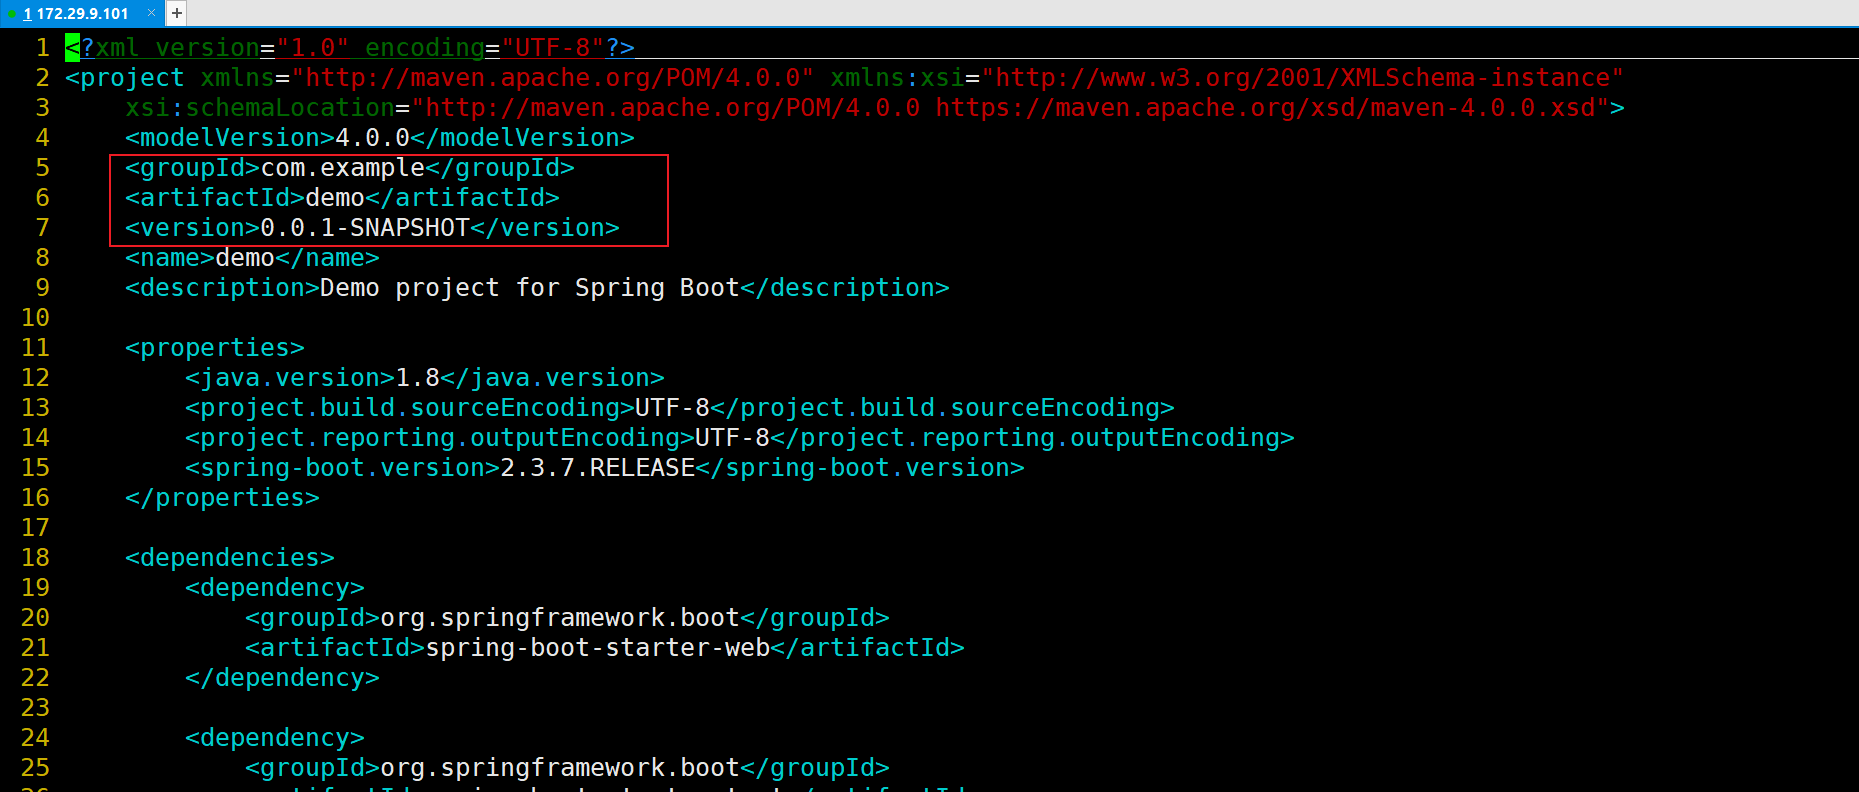 1 172.29.9.101 × +
1 <?xml version="1.0" encoding="UTF-8"?>
2 <project xmlns="http://maven.apache.org/POM/4.0.0" xmlns:xsi="http://www.w3.org/2001/XMLSchema-instance"
3     xsi:schemaLocation="http://maven.apache.org/POM/4.0.0 https://maven.apache.org/xsd/maven-4.0.0.xsd">
4     <modelVersion>4.0.0</modelVersion>
5     <groupId>com.example</groupId>
6     <artifactId>demo</artifactId>
7     <version>0.0.1-SNAPSHOT</version>
8     <name>demo</name>
9     <description>Demo project for Spring Boot</description>
10
11     <properties>
12         <java.version>1.8</java.version>
13         <project.build.sourceEncoding>UTF-8</project.build.sourceEncoding>
14         <project.reporting.outputEncoding>UTF-8</project.reporting.outputEncoding>
15         <spring-boot.version>2.3.7.RELEASE</spring-boot.version>
16     </properties>
17
18     <dependencies>
19         <dependency>
20             <groupId>org.springframework.boot</groupId>
21             <artifactId>spring-boot-starter-web</artifactId>
22         </dependency>
23
24         <dependency>
25             <groupId>org.springframework.boot</groupId>